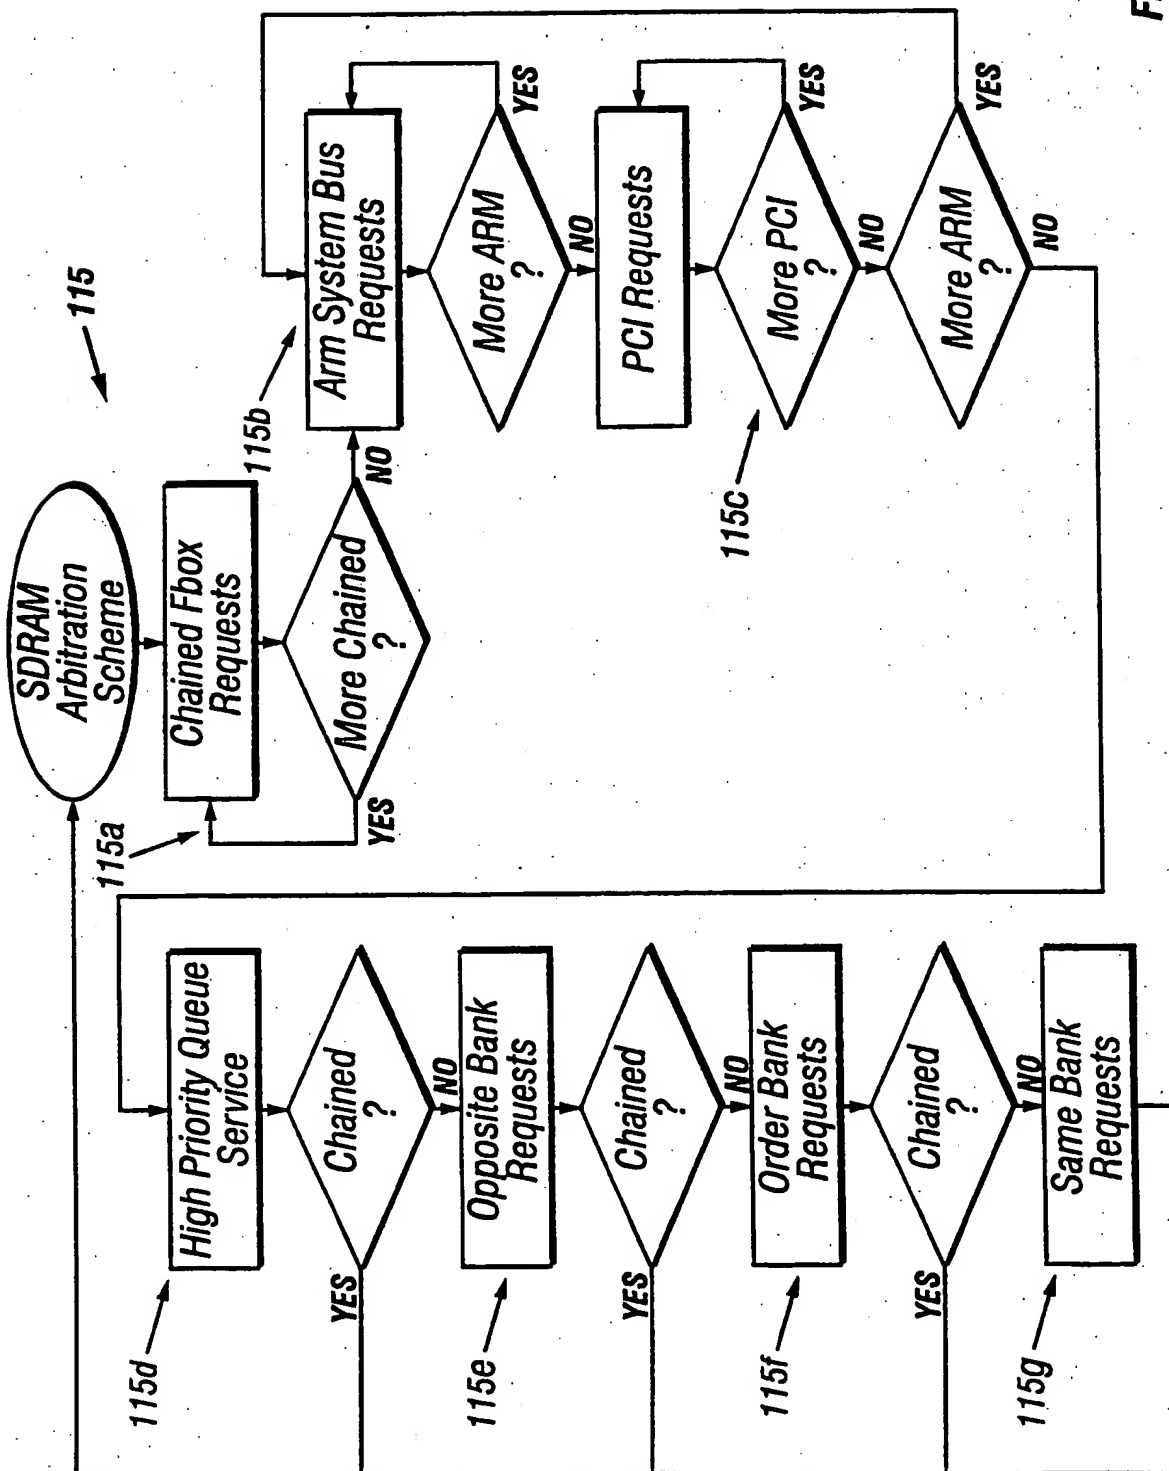 115
SDRAM
Arbitration
Scheme
115a
Chained Fbox
Requests
More Chained
?
YES
NO
115b
Arm System Bus
Requests
More ARM
?
YES
NO
PCI Requests
115c
More PCI
?
YES
NO
More ARM
?
YES
NO
115d
High Priority Queue
Service
Chained
?
YES
NO
115e
Opposite Bank
Requests
Chained
?
YES
NO
115f
Order Bank
Requests
Chained
?
YES
NO
115g
Same Bank
Requests